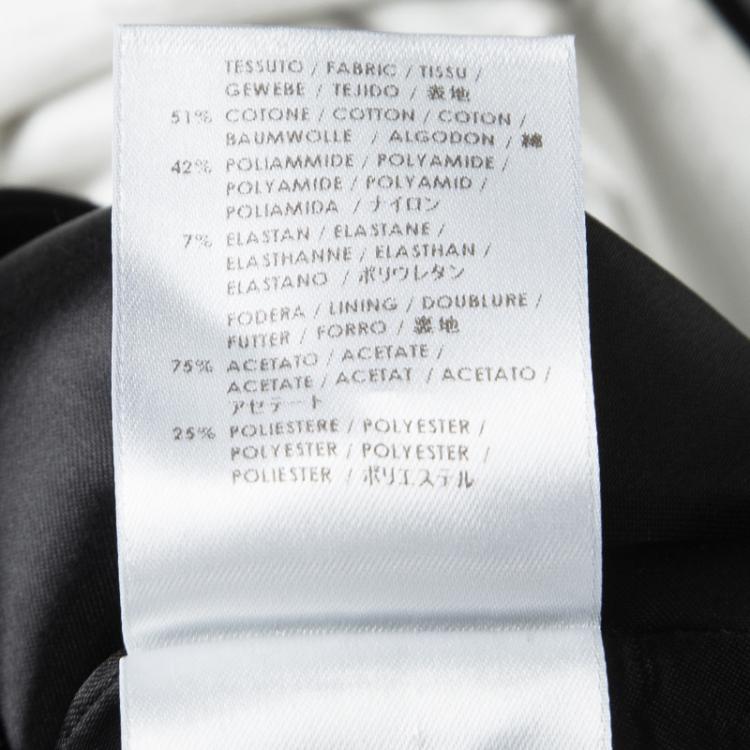 TESSUTO / FABRIC / TISSU /
GEWEBE / TEJIDO / 表地
51% COTONE / COTTON / COTON /
BAUMWOLLE / ALGODON / 綿
42% POLIAMMIDE / POLYAMIDE /
POLYAMIDE / POLYAMID /
POLIAMIDA / ナイロン
7% ELASTAN / ELASTANE /
ELASTHANNE / ELASTHAN /
ELASTANO / ポリウレタン
FODERA / LINING / DOUBLURE /
FUTTER / FORRO / 裏地
75% ACETATO / ACETATE /
ACETATE / ACETAT / ACETATO /
アセテート
25% POLIESTERE / POLYESTER /
POLYESTER / POLYESTER /
POLIESTER / ポリエステル